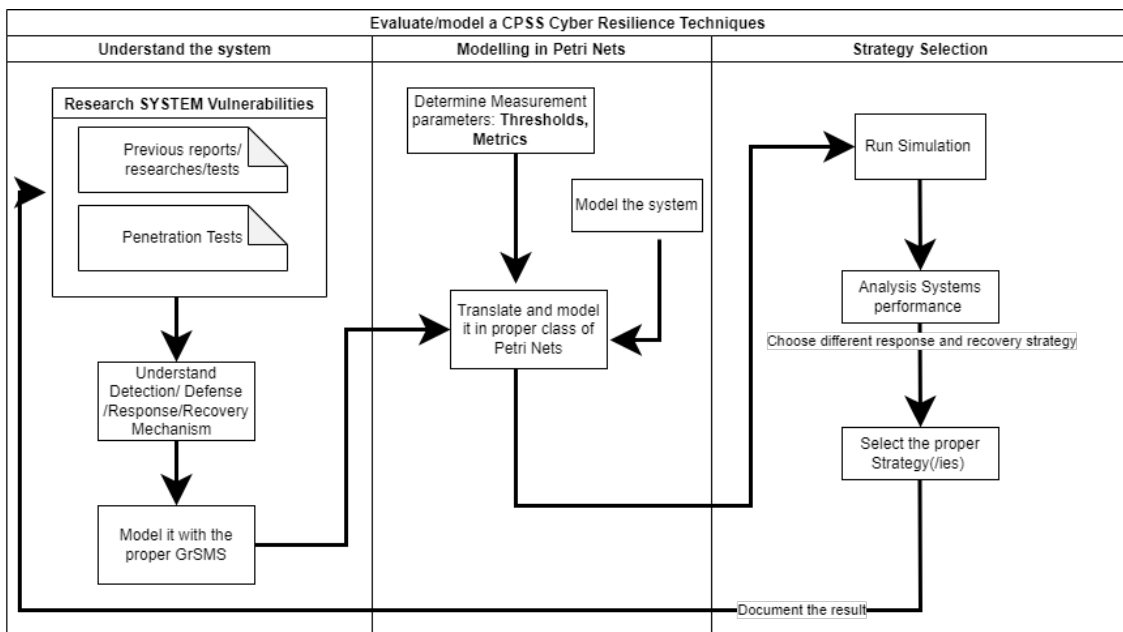 Evaluate/model a CPSS Cyber Resilience Techniques
Understand the system
Modelling in Petri Nets
Strategy Selection
Research SYSTEM Vulnerabilities
Previous reports/
researches/tests
Penetration Tests
Understand
Detection/ Defense
/Response/Recovery
Mechanism
Model it with the
proper GrSMS
Determine Measurement
parameters: Thresholds,
Metrics
Model the system
Translate and model
it in proper class of
Petri Nets
Run Simulation
Analysis Systems
performance
Choose different response and recovery strategy
Select the proper
Strategy(/ies)
Document the result